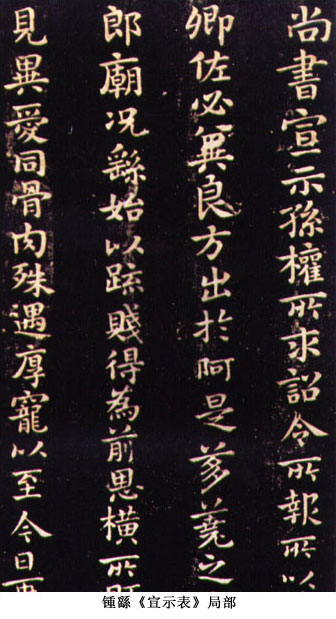 尚書宣示孫權所求詔令所報所以
卿佐必冀良方出於阿是芻蕘之
郎廟况繇始以疏賤得為前恩橫所
見異愛同骨肉殊遇厚寵以至今日再
锺繇《宣示表》局部